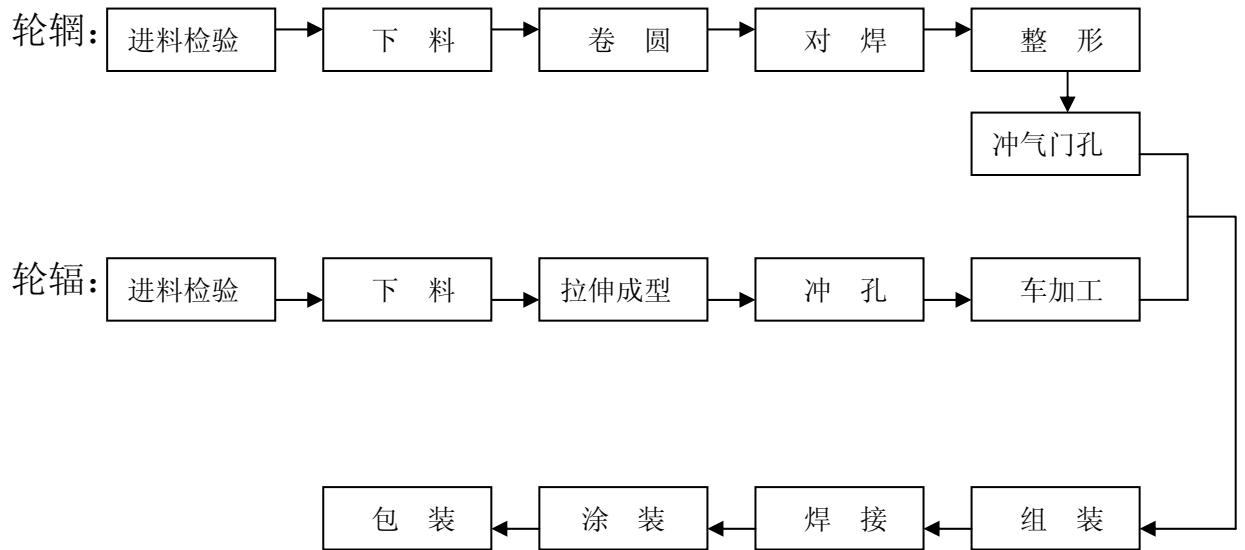 轮辋： 进料检验 下 料 卷 圆 对 焊 整 形
冲气门孔
轮辐： 进料检验 下 料 拉伸成型 冲 孔 车加工
包 装 涂 装 焊 接 组 装